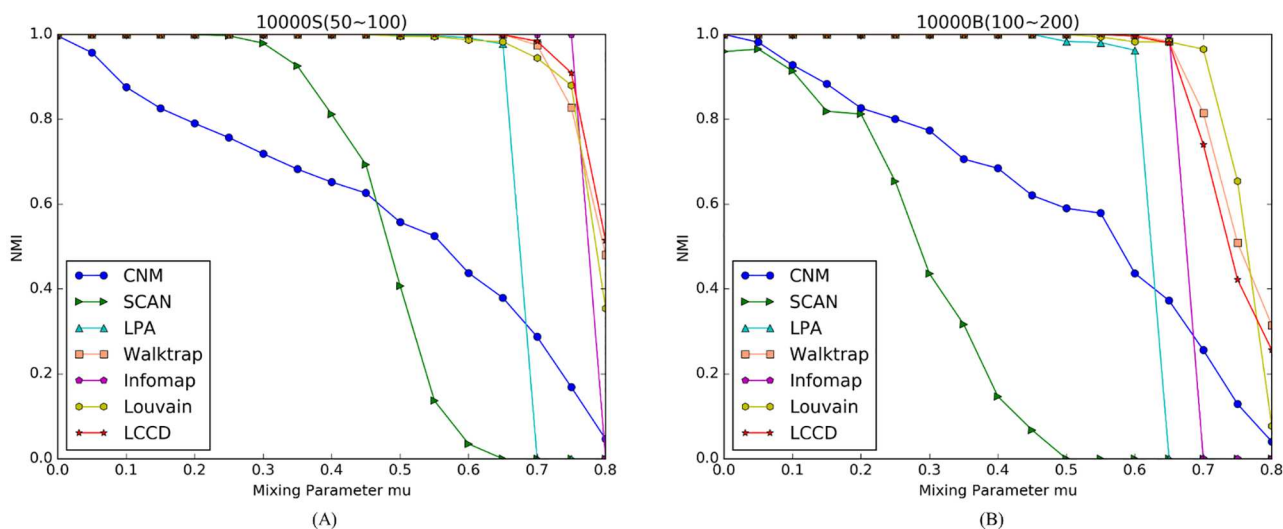 10000S(50~100)
1.0
0.8
0.6
0.4
0.2
0.0
NMI
CNM
SCAN
LPA
Walktrap
Infomap
Louvain
LCCD
0.0 0.1 0.2 0.3 0.4 0.5 0.6 0.7 0.8
Mixing Parameter mu
(A)
10000B(100~200)
1.0
0.8
0.6
0.4
0.2
0.0
NMI
CNM
SCAN
LPA
Walktrap
Infomap
Louvain
LCCD
0.0 0.1 0.2 0.3 0.4 0.5 0.6 0.7 0.8
Mixing Parameter mu
(B)